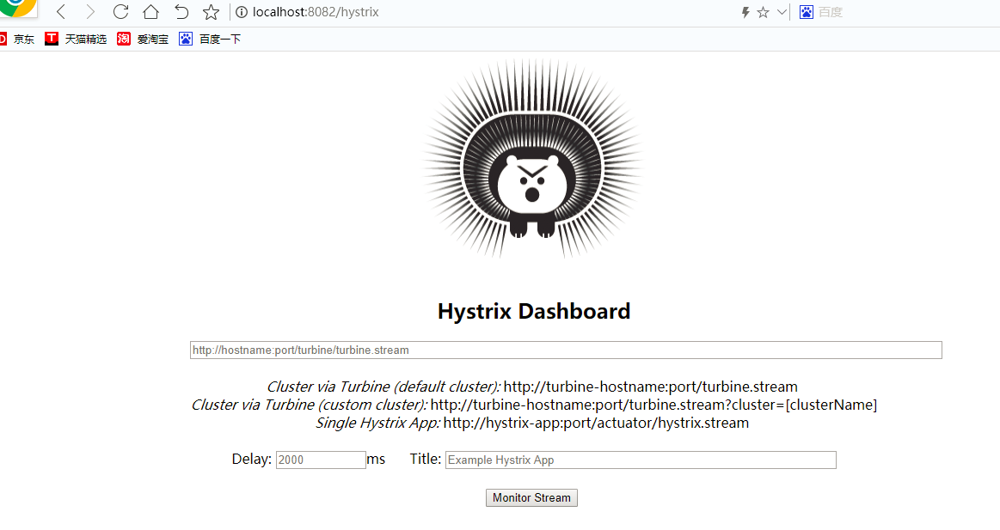 localhost:8082/hystrix 百度
京东 T 天猫精选 淘 爱淘宝 百度一下
Hystrix Dashboard
http://hostname:port/turbine/turbine.stream
Cluster via Turbine (default cluster): http://turbine-hostname:port/turbine.stream
Cluster via Turbine (custom cluster): http://turbine-hostname:port/turbine.stream?cluster=[clusterName]
Single Hystrix App: http://hystrix-app:port/actuator/hystrix.stream
Delay: 2000 ms Title: Example Hystrix App
Monitor Stream